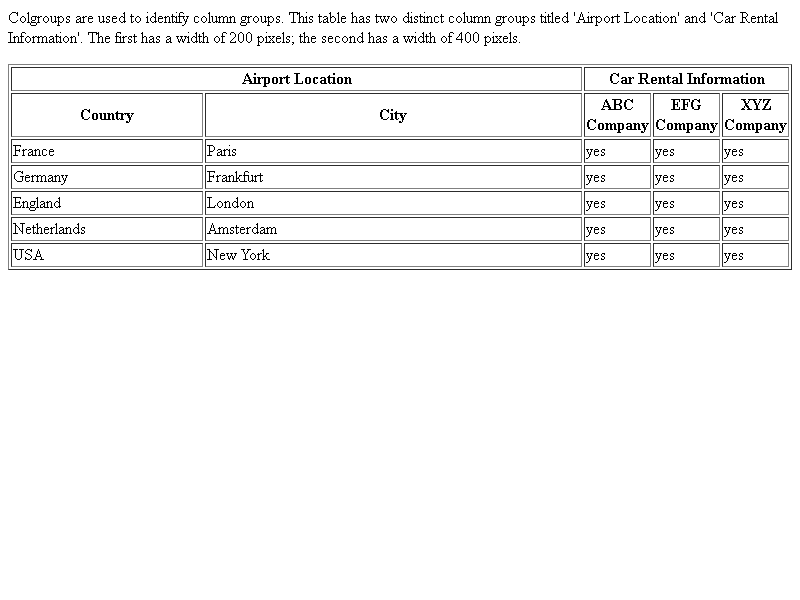 Colgroups are used to identify column groups. This table has two distinct column groups titled 'Airport Location' and 'Car Rental
Information'. The first has a width of 200 pixels; the second has a width of 400 pixels.
Airport Location Car Rental Information
Country City ABC Company EFG Company XYZ Company
France Paris yes yes yes
Germany Frankfurt yes yes yes
England London yes yes yes
Netherlands Amsterdam yes yes yes
USA New York yes yes yes